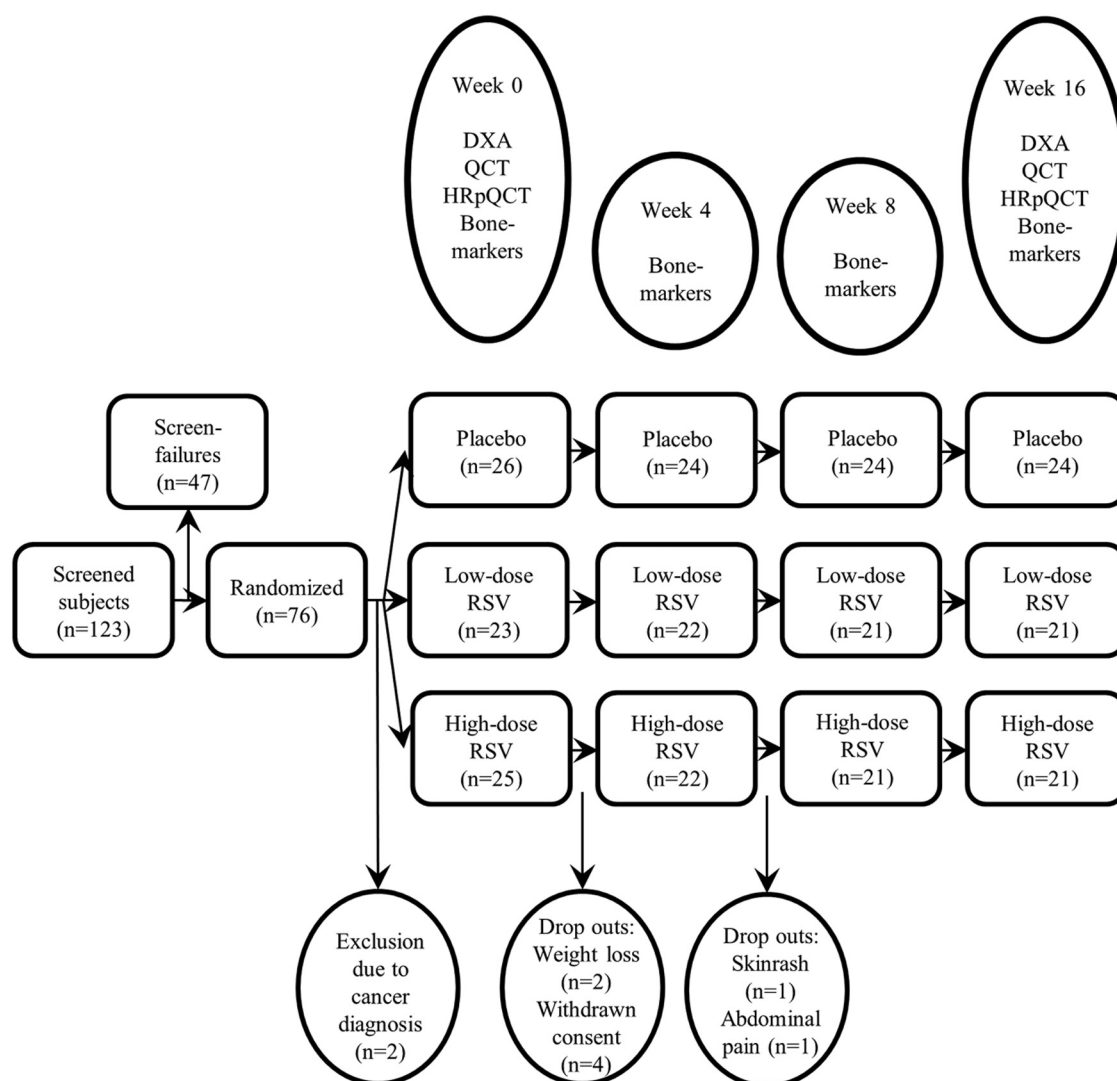 Week 0
DXA
QCT
HRpQCT
Bone-
markers
Week 4
Bone-
markers
Week 8
Bone-
markers
Week 16
DXA
QCT
HRpQCT
Bone-
markers
Screen-
failures
(n=47)
Screened
subjects
(n=123)
Randomized
(n=76)
Placebo
(n=26)
Placebo
(n=24)
Placebo
(n=24)
Placebo
(n=24)
Low-dose
RSV
(n=23)
Low-dose
RSV
(n=22)
Low-dose
RSV
(n=21)
Low-dose
RSV
(n=21)
High-dose
RSV
(n=25)
High-dose
RSV
(n=22)
High-dose
RSV
(n=21)
High-dose
RSV
(n=21)
Exclusion
due to
cancer
diagnosis
(n=2)
Drop outs:
Weight loss
(n=2)
Withdrawn
consent
(n=4)
Drop outs:
Skinrash
(n=1)
Abdominal
pain (n=1)